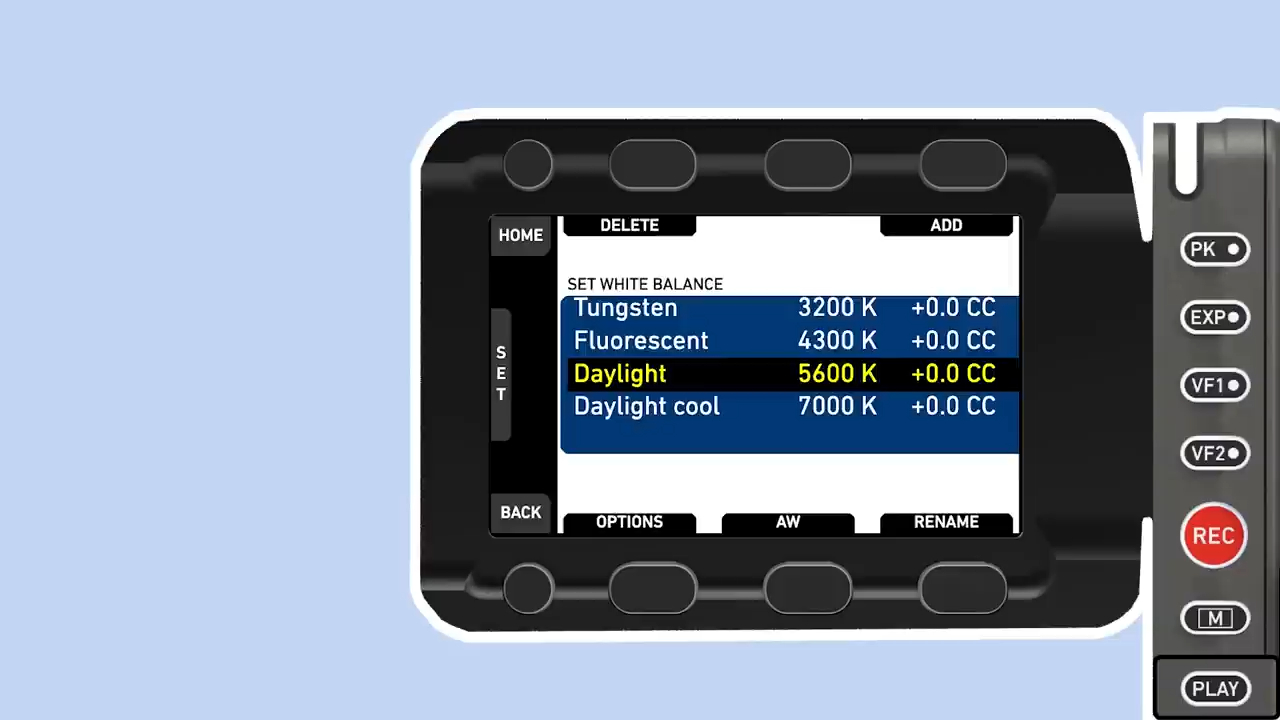 HOME
DELETE
ADD
SET WHITE BALANCE
Tungsten 3200 K +0.0 CC
Fluorescent 4300 K +0.0 CC
Daylight 5600 K +0.0 CC
Daylight cool 7000 K +0.0 CC
SET
BACK
OPTIONS
AW
RENAME
PK
EXP
VF1
VF2
REC
M
PLAY